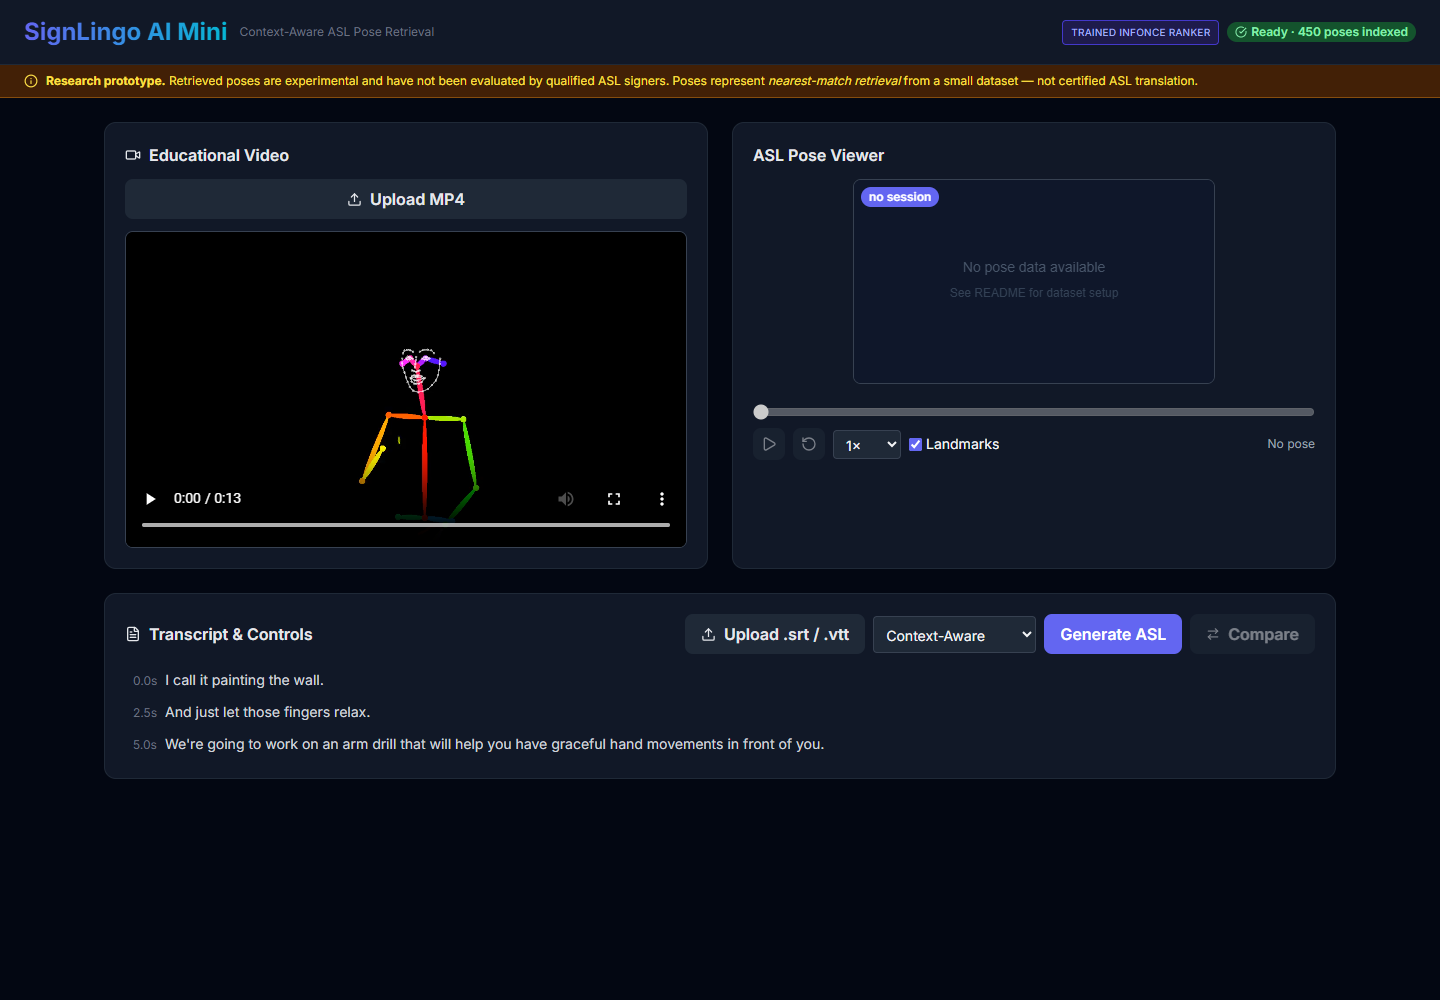 SignLingo AI Mini
Context-Aware ASL Pose Retrieval
TRAINED INFONCE RANKER
Ready · 450 poses indexed
Research prototype. Retrieved poses are experimental and have not been evaluated by qualified ASL signers. Poses represent nearest-match retrieval from a small dataset — not certified ASL translation.
Educational Video
Upload MP4
0:00 / 0:13
ASL Pose Viewer
no session
No pose data available
See README for dataset setup
1×
Landmarks
No pose
Transcript & Controls
Upload .srt / .vtt
Context-Aware
Generate ASL
Compare
0.0s I call it painting the wall.
2.5s And just let those fingers relax.
5.0s We're going to work on an arm drill that will help you have graceful hand movements in front of you.